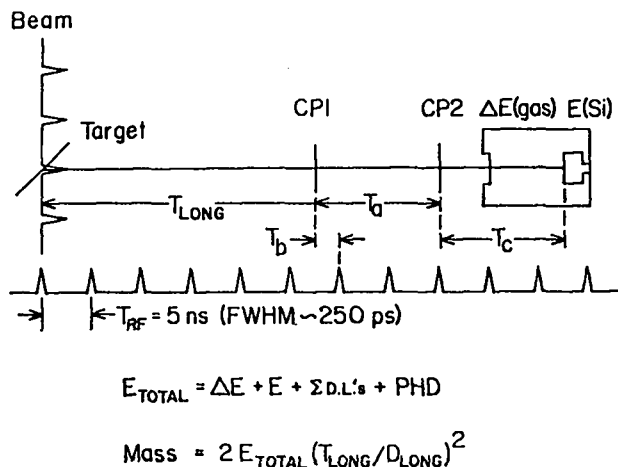 Beam
Target
CP1 CP2 ΔE(gas) E(Si)
T_LONG T_a
T_b T_c
T_RF = 5 ns (FWHM ~250 ps)
E_TOTAL = ΔE + E + Σ D.L.'s + PHD
Mass = 2 E_TOTAL (T_LONG/D_LONG)^2